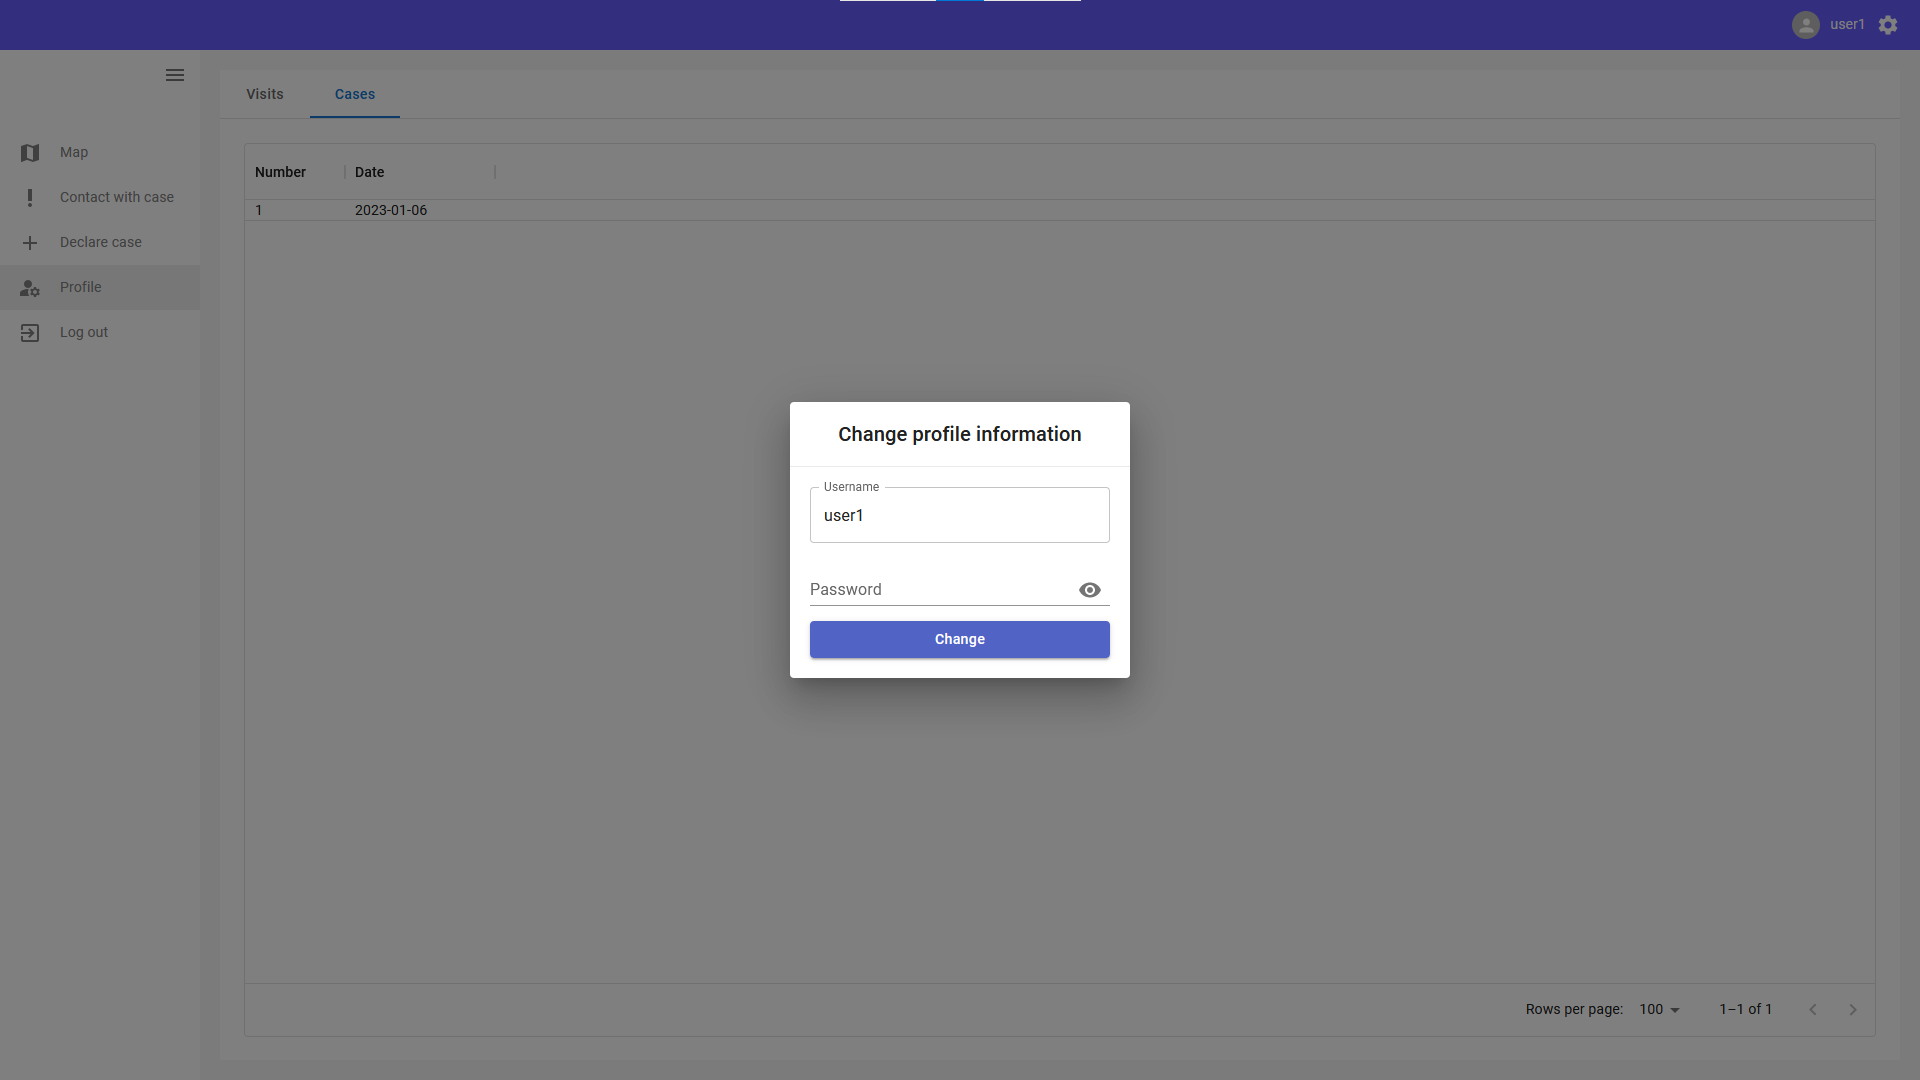 user1
Visits
Cases
Map
Contact with case
Declare case
Profile
Log out
Number
Date
1
2023-01-06
Change profile information
Username
user1
Password
Change
Rows per page:
100
1–1 of 1